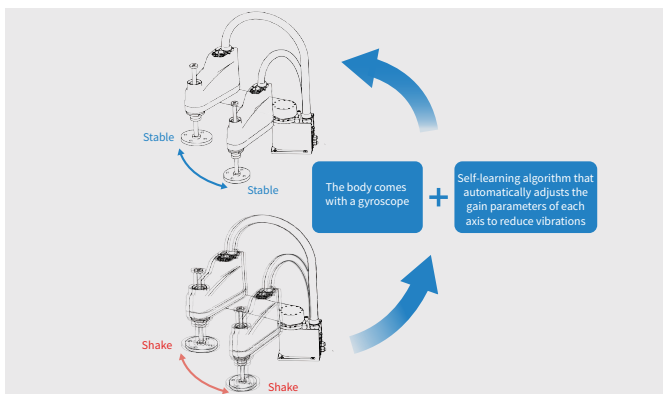 Stable
Stable
The body comes
with a gyroscope
+
Self-learning algorithm that
automatically adjusts the
gain parameters of each
axis to reduce vibrations
Shake
Shake